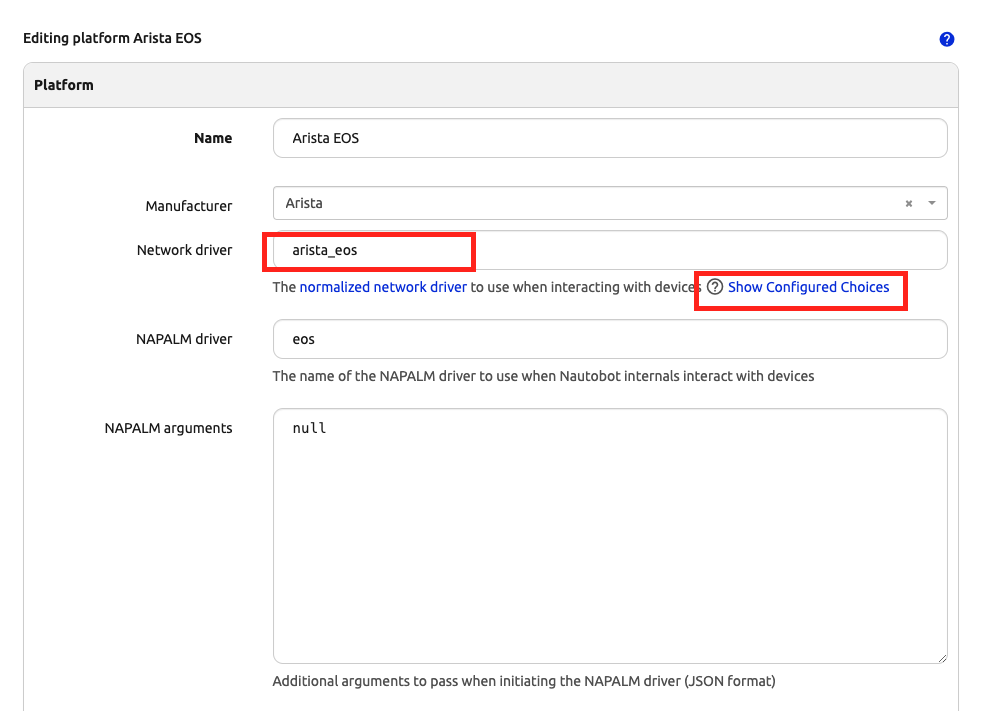 Editing platform Arista EOS
?
Platform
Name
Arista EOS
Manufacturer
Arista
×
Network driver
arista_eos
The normalized network driver to use when interacting with devices ? Show Configured Choices
NAPALM driver
eos
The name of the NAPALM driver to use when Nautobot internals interact with devices
NAPALM arguments
null
Additional arguments to pass when initiating the NAPALM driver (JSON format)